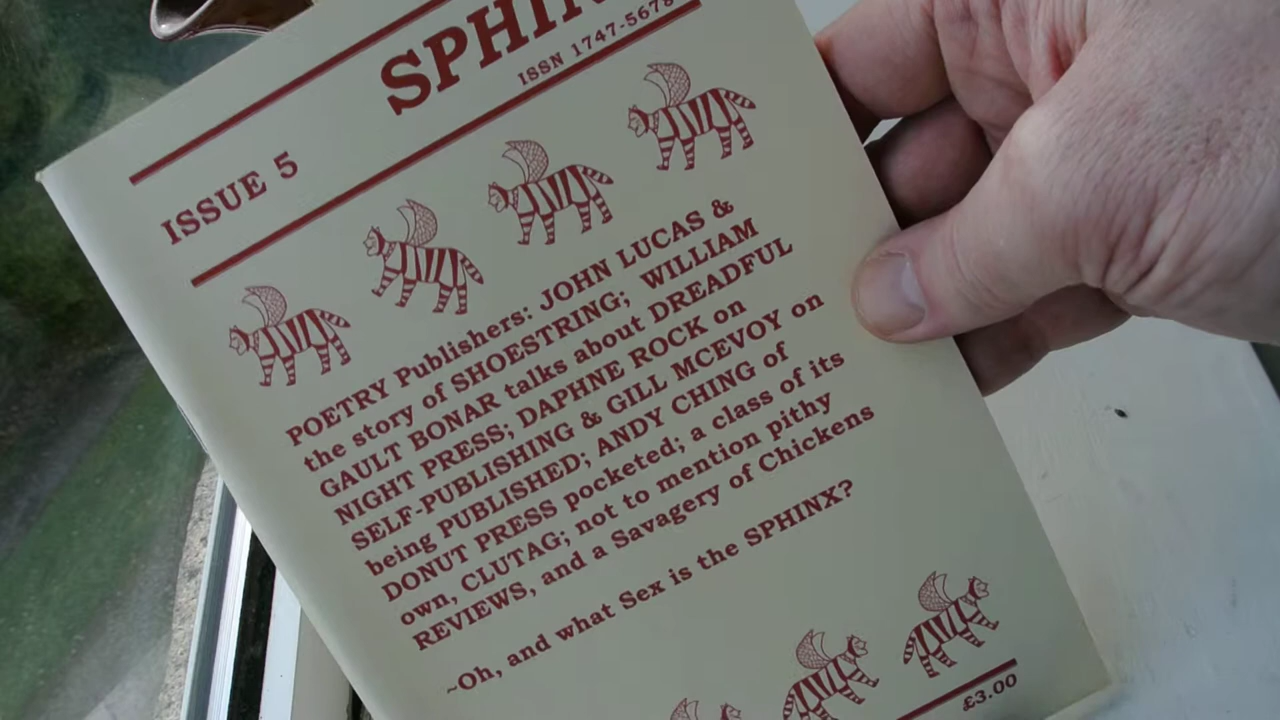 SPHIN
ISSN 1747-5678
ISSUE 5
POETRY Publishers: JOHN LUCAS &
the story of SHOESTRING; WILLIAM
GAULT BONAR talks about DREADFUL
NIGHT PRESS; DAPHNE ROCK on
SELF-PUBLISHING & GILL MCEVOY on
being PUBLISHED; ANDY CHING of
DONUT PRESS pocketed; a class of its
own, CLUTAG; not to mention pithy
REVIEWS, and a Savagery of Chickens
~Oh, and what Sex is the SPHINX?
£3.00